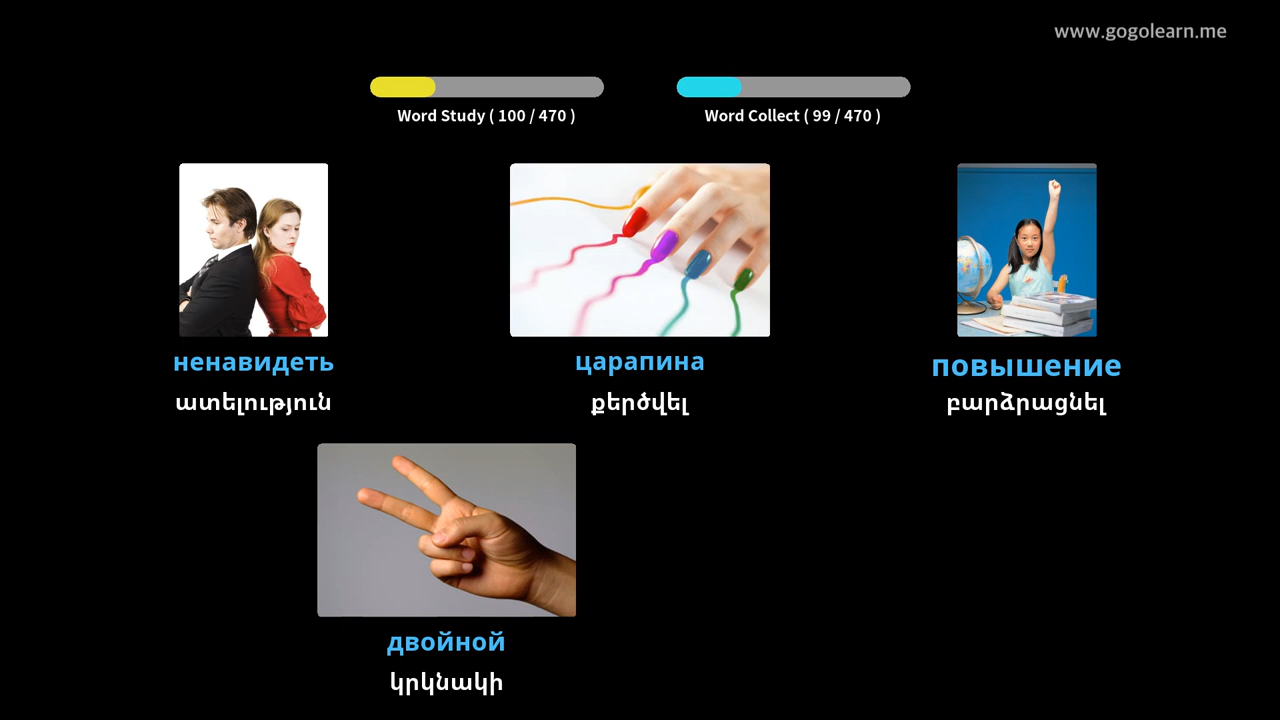 www.gogolearn.me
Word Study ( 100 / 470 )
Word Collect ( 99 / 470 )
ненавидеть
ատելություն
царапина
քերծվել
повышение
բարձրացնել
двойной
կրկնակի